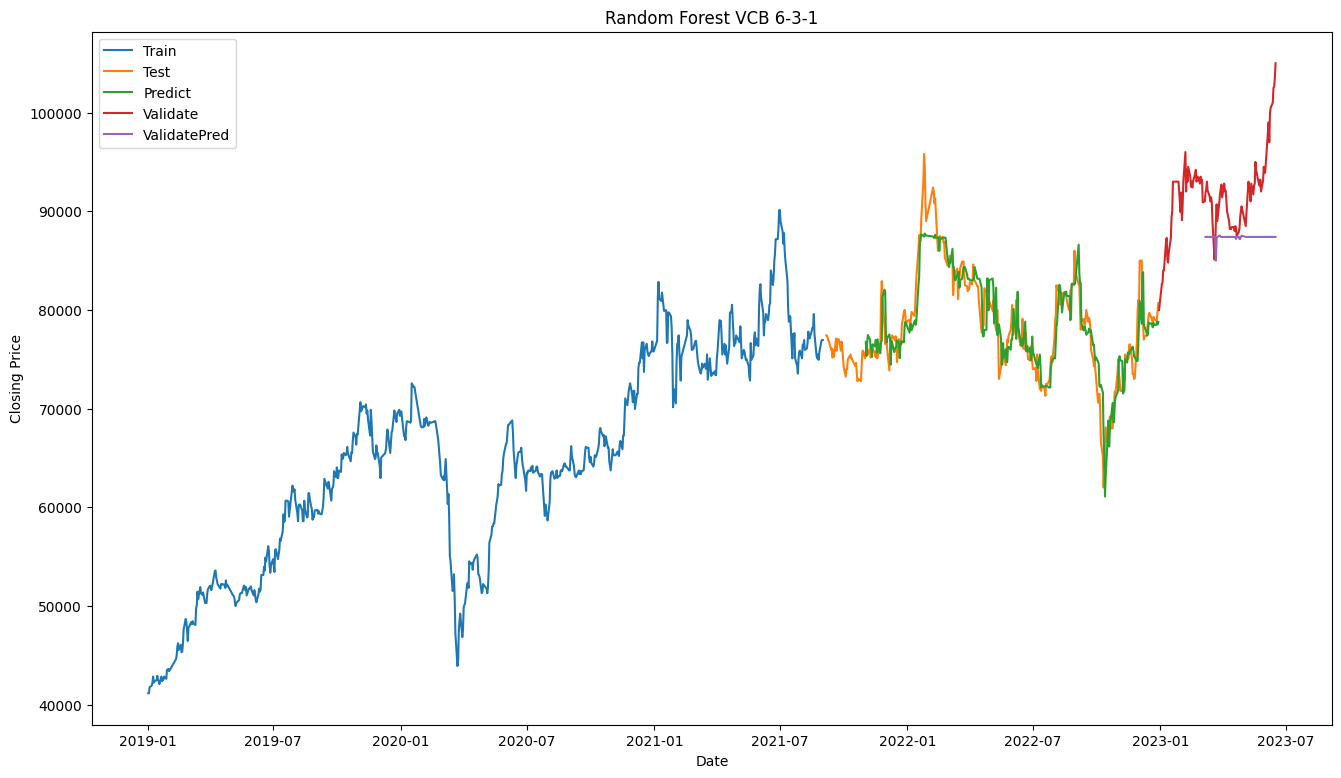 Random Forest VCB 6-3-1
Train
Test
Predict
Validate
ValidatePred
100000
90000
80000
70000
60000
50000
40000
Closing Price
2019-01
2019-07
2020-01
2020-07
2021-01
2021-07
2022-01
2022-07
2023-01
2023-07
Date